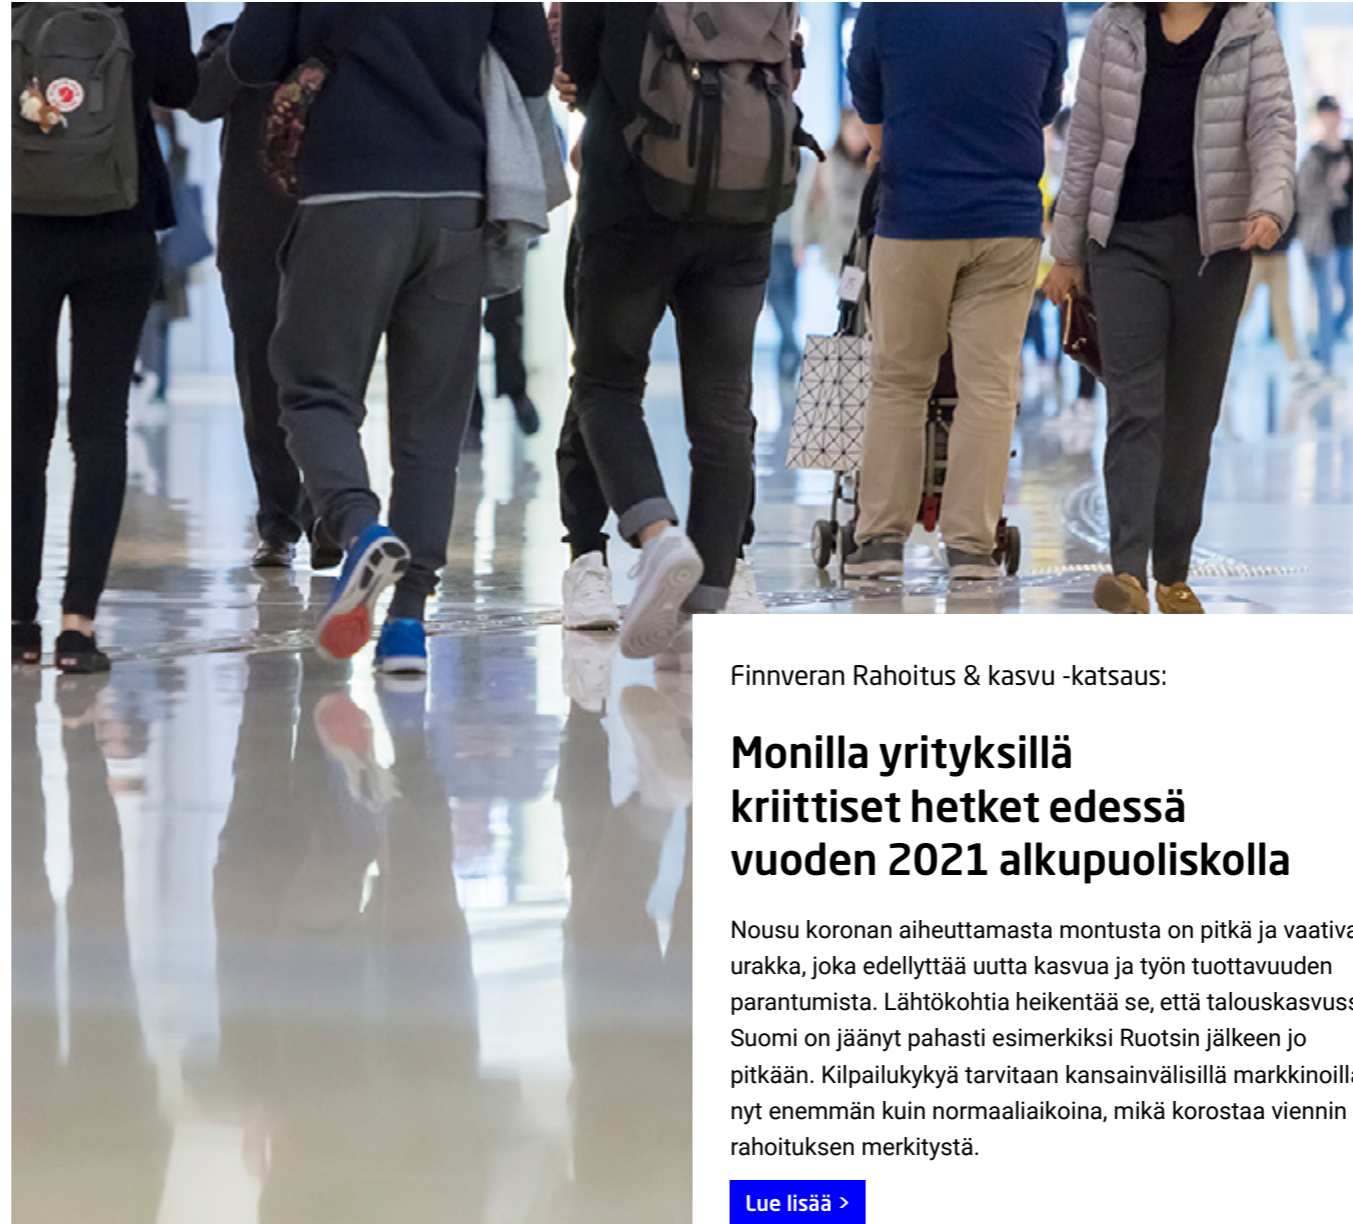 Finnveran Rahoitus & kasvu -katsaus:
Monilla yrityksillä
kriittiset hetket edessä
vuoden 2021 alkupuoliskolla
Nousu koronan aiheuttamasta montusta on pitkä ja vaativa
urakka, joka edellyttää uutta kasvua ja työn tuottavuuden
parantumista. Lähtökohtia heikentää se, että talouskasvuss
Suomi on jäänyt pahasti esimerkiksi Ruotsin jälkeen jo
pitkään. Kilpailukykyä tarvitaan kansainvälisillä markkinoilla
nyt enemmän kuin normaaliaikoina, mikä korostaa viennin
rahoituksen merkitystä.
Lue lisää >